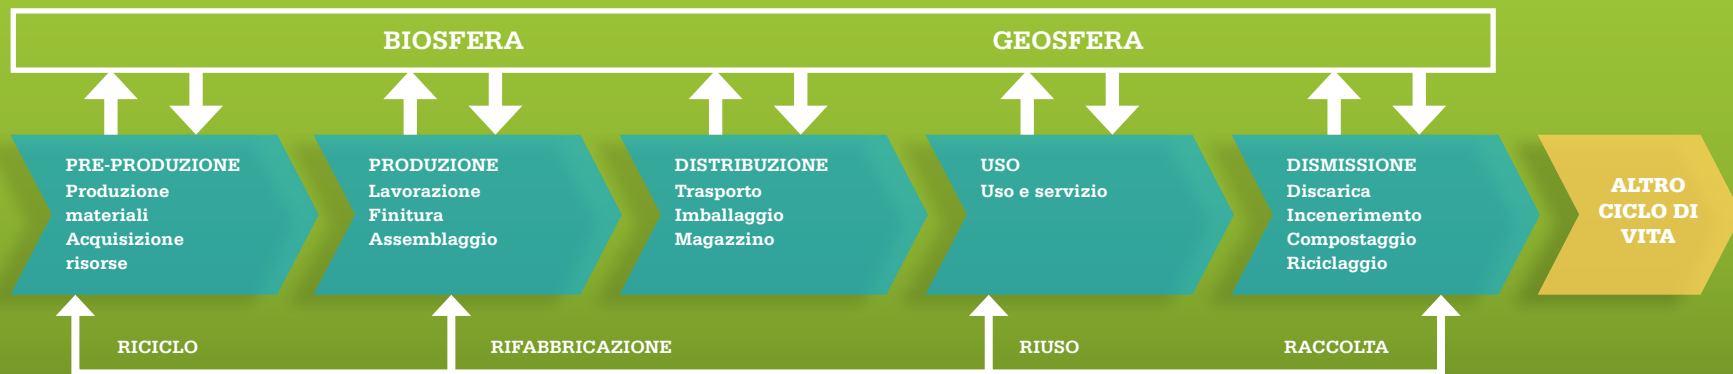 BIOSFERA
GEOSFERA
PRE-PRODUZIONE
Produzione
materiali
Acquisizione
risorse
PRODUZIONE
Lavorazione
Finitura
Assemblaggio
DISTRIBUZIONE
Trasporto
Imballaggio
Magazzino
USO
Uso e servizio
DISMISSIONE
Discarica
Incenerimento
Compostaggio
Riciclaggio
ALTRO
CICLO DI
VITA
RICICLO
RIFABBRICAZIONE
RIUSO
RACCOLTA